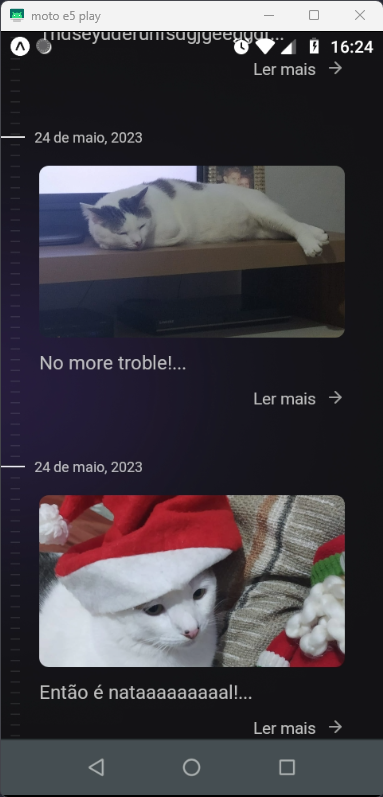 moto e5 play
16:24
Ler mais
24 de maio, 2023
No more troble!...
Ler mais
24 de maio, 2023
Então é nataaaaaaaaal!...
Ler mais